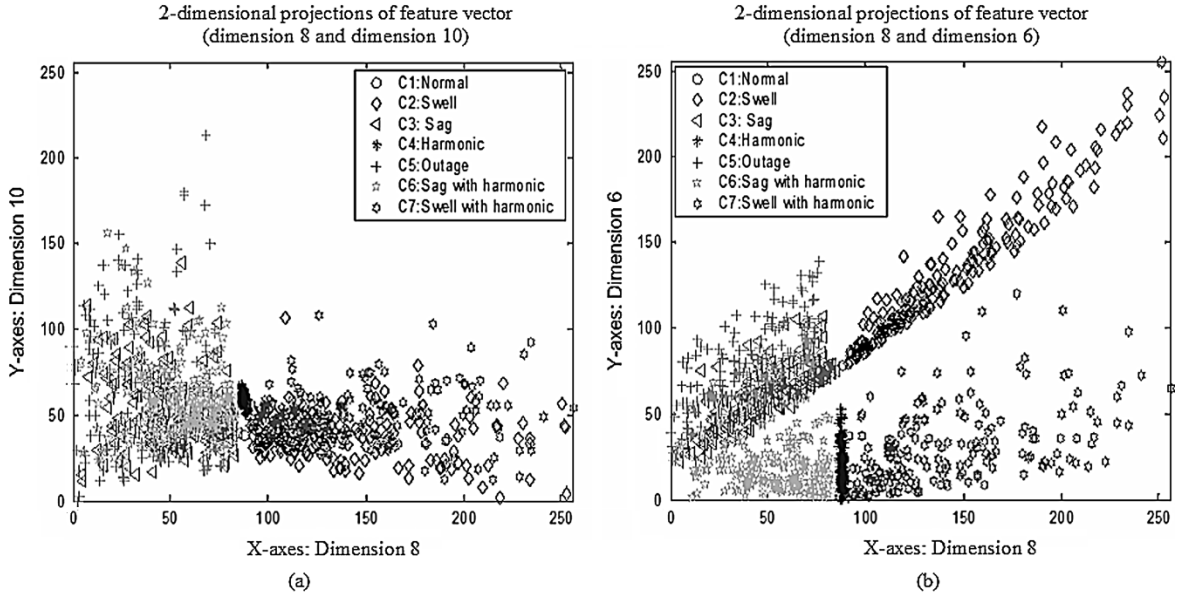 2-dimensional projections of feature vector
(dimension 8 and dimension 10)
250
200
150
100
50
0
Y-axes: Dimension 10
C1:Normal
C2:Swell
C3: Sag
C4:Harmonic
C5:Outage
C6:Sag with harmonic
C7:Swell with harmonic
0 50 100 150 200 250
X-axes: Dimension 8
(a)
2-dimensional projections of feature vector
(dimension 8 and dimension 6)
250
200
150
100
50
0
Y-axes: Dimension 6
C1:Normal
C2:Swell
C3: Sag
C4:Harmonic
C5:Outage
C6:Sag with harmonic
C7:Swell with harmonic
0 50 100 150 200 250
X-axes: Dimension 8
(b)